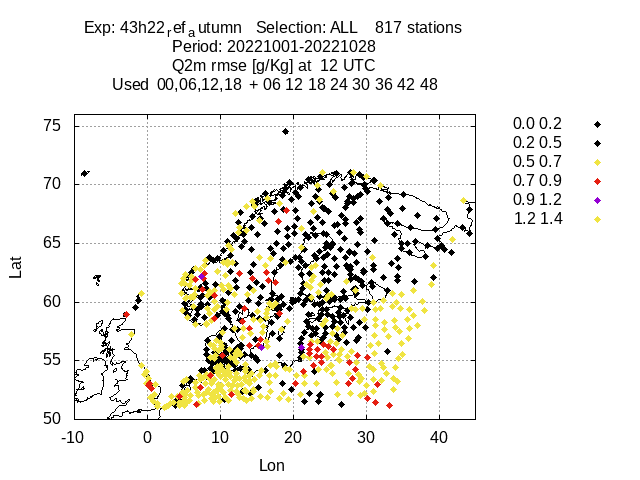 Exp: 43h22ref_autumn Selection: ALL 817 stations
Period: 20221001-20221028
Q2m rmse [g/Kg] at 12 UTC
Used 00,06,12,18 + 06 12 18 24 30 36 42 48
0.0 0.2
0.2 0.5
0.5 0.7
0.7 0.9
0.9 1.2
1.2 1.4
75
70
65
60
55
50
Lat
-10 0 10 20 30 40
Lon